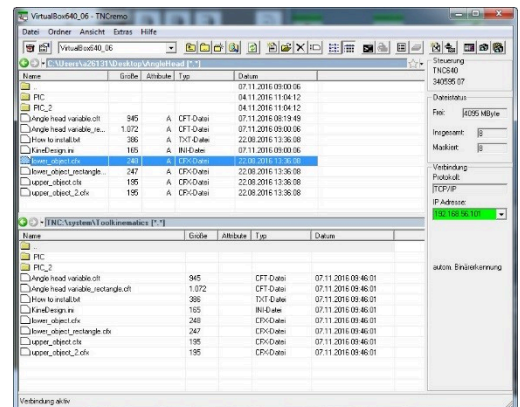 VirtualBox640_06 - TNCremo
Datei Ordner Ansicht Extras Hilfe
VirtualBox640_06
C:\Users\a26131\Desktop\AngleHead [*.*]
Name Größe Attribute Typ Datum
.. 07.11.2016 09:00:06
PIC 04.11.2016 11:04:12
PIC_2 04.11.2016 11:04:12
Angle head variable.cft 945 A CFT-Datei 07.11.2016 08:19:49
Angle head variable_re... 1.072 A CFT-Datei 07.11.2016 09:00:06
How to install.txt 386 A TXT-Datei 22.08.2016 13:36:08
KineDesign.ini 165 A INI-Datei 07.11.2016 09:00:06
lower_object.cfx 248 A CFX-Datei 22.08.2016 13:36:08
lower_object_rectangle... 247 A CFX-Datei 22.08.2016 13:36:08
upper_object.cfx 195 A CFX-Datei 22.08.2016 13:36:08
upper_object_2.cfx 195 A CFX-Datei 22.08.2016 13:36:08
TNC:\system\Toolkinematics [*.*]
Name Größe Attribute Typ Datum
..
PIC
PIC_2
Angle head variable.cft 945 CFT-Datei 07.11.2016 09:46:01
Angle head variable_rectangle.cft 1.072 CFT-Datei 07.11.2016 09:46:01
How to install.txt 386 TXT-Datei 07.11.2016 09:46:01
KineDesign.ini 165 INI-Datei 07.11.2016 09:46:01
lower_object.cfx 248 CFX-Datei 07.11.2016 09:46:01
lower_object_rectangle.cfx 247 CFX-Datei 07.11.2016 09:46:01
upper_object.cfx 195 CFX-Datei 07.11.2016 09:46:01
upper_object_2.cfx 195 CFX-Datei 07.11.2016 09:46:01
Steuerung
TNC640
340595 07
Dateistatus
Frei: 4095 MByte
Insgesamt: 8
Markiert: 8
Verbindung
Protokoll:
TCP/IP
IP Adresse:
192.168.56.101
autom. Binärerkennung
Verbindung aktiv